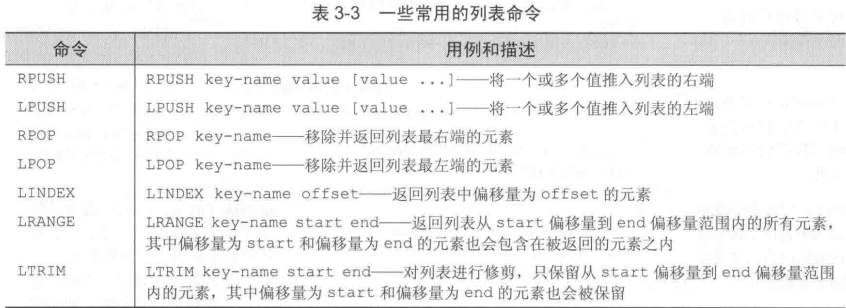 表 3-3 一些常用的列表命令
命令 用例和描述
RPUSH RPUSH key-name value [value ...]——将一个或多个值推入列表的右端
LPUSH LPUSH key-name value [value ...]——将一个或多个值推入列表的左端
RPOP RPOP key-name——移除并返回列表最右端的元素
LPOP LPOP key-name——移除并返回列表最左端的元素
LINDEX LINDEX key-name offset——返回列表中偏移量为 offset 的元素
LRANGE LRANGE key-name start end——返回列表从 start 偏移量到 end 偏移量范围内的所有元素，
其中偏移量为 start 和偏移量为 end 的元素也会包含在被返回的元素之内
LTRIM LTRIM key-name start end——对列表进行修剪，只保留从 start 偏移量到 end 偏移量范围
内的元素，其中偏移量为 start 和偏移量为 end 的元素也会被保留